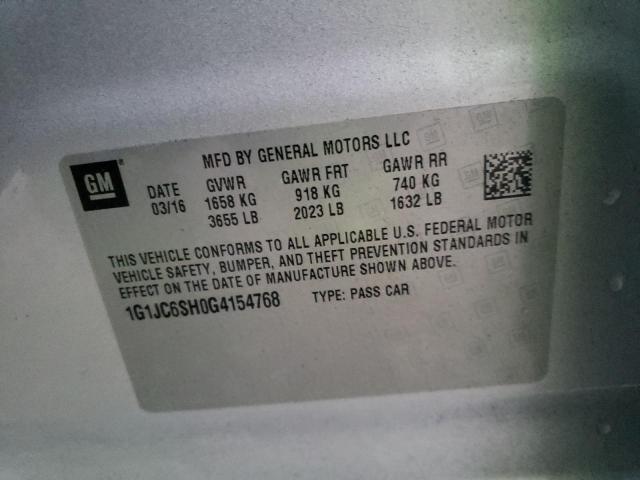 GM
MFD BY GENERAL MOTORS LLC
DATE GVWR GAWR FRT GAWR RR
03/16 1658 KG 918 KG 740 KG
3655 LB 2023 LB 1632 LB
THIS VEHICLE CONFORMS TO ALL APPLICABLE U.S. FEDERAL MOTOR
VEHICLE SAFETY, BUMPER, AND THEFT PREVENTION STANDARDS IN
EFFECT ON THE DATE OF MANUFACTURE SHOWN ABOVE.
1G1JC6SH0G4154768 TYPE: PASS CAR